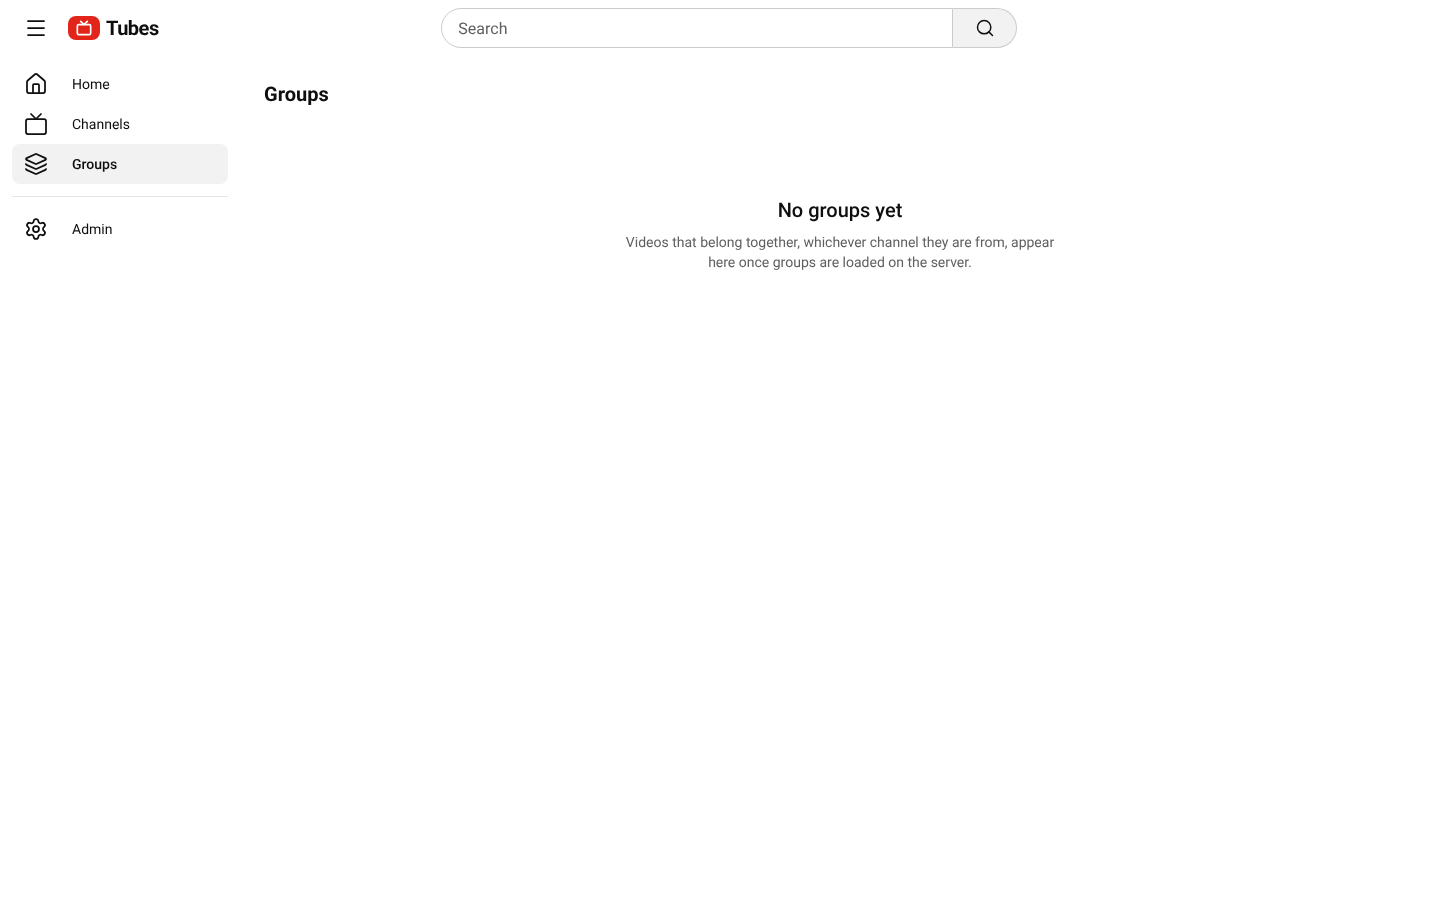 Tubes
Search
Home
Channels
Groups
Admin
Groups
No groups yet
Videos that belong together, whichever channel they are from, appear
here once groups are loaded on the server.